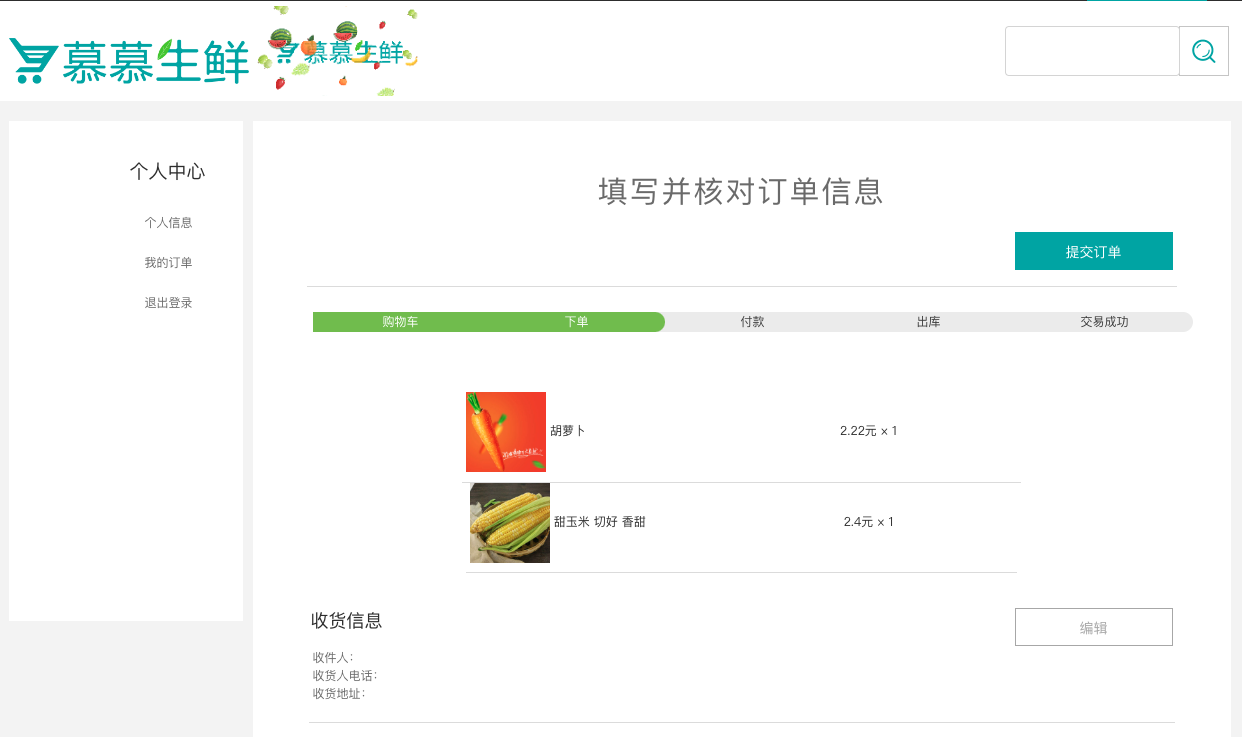 慕慕生鲜
慕慕生鲜
个人中心
个人信息
我的订单
退出登录
填写并核对订单信息
提交订单
购物车 下单 付款 出库 交易成功
胡萝卜 2.22元 x 1
甜玉米 切好 香甜 2.4元 x 1
收货信息
编辑
收件人：
收货人电话：
收货地址：